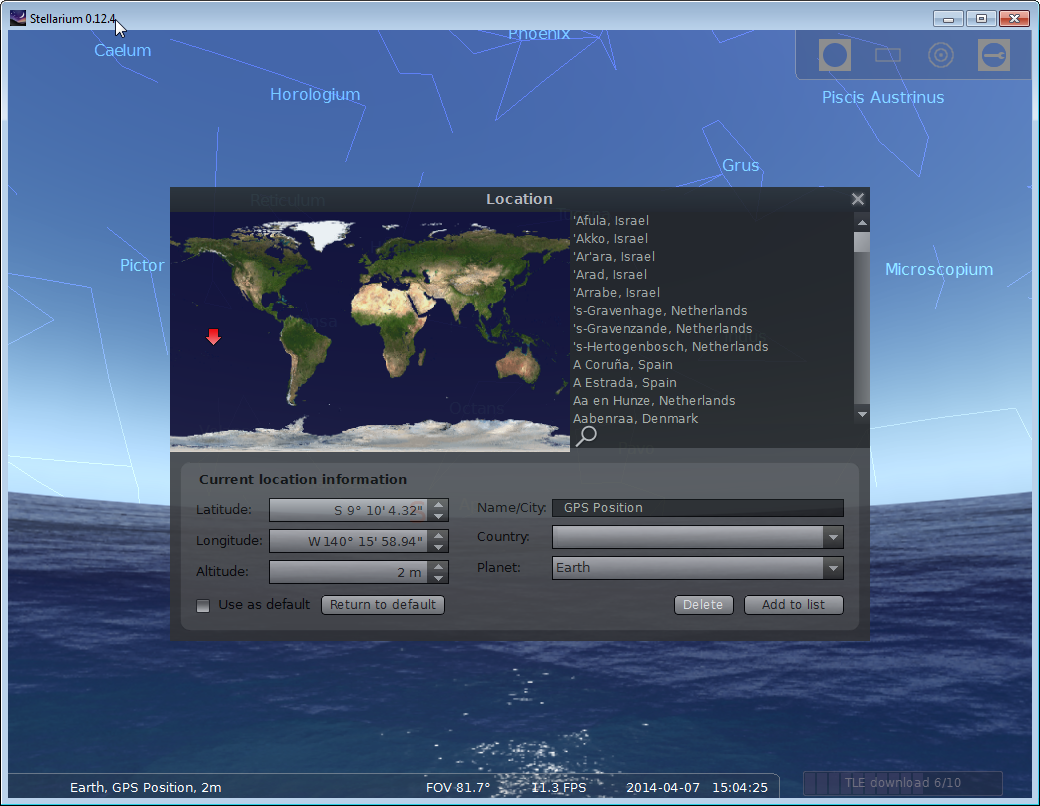 Stellarium 0.12.4
Phoenix
Caelum
Horologium
Piscis Austrinus
Grus
Reticulum
Location
'Afula, Israel
'Akko, Israel
'Ar'ara, Israel
'Arad, Israel
'Arrabe, Israel
's-Gravenhage, Netherlands
's-Gravenzande, Netherlands
's-Hertogenbosch, Netherlands
A Coruña, Spain
A Estrada, Spain
Aa en Hunze, Netherlands
Aabenraa, Denmark
Pictor
Microscopium
Octans
Current location information
Latitude: S 9° 10' 4.32"
Longitude: W 140° 15' 58.94"
Altitude: 2 m
Name/City: GPS Position
Country:
Planet: Earth
Use as default
Return to default
Delete
Add to list
Earth, GPS Position, 2m
FOV 81.7°
11.3 FPS
2014-04-07 15:04:25
TLE download 6/10